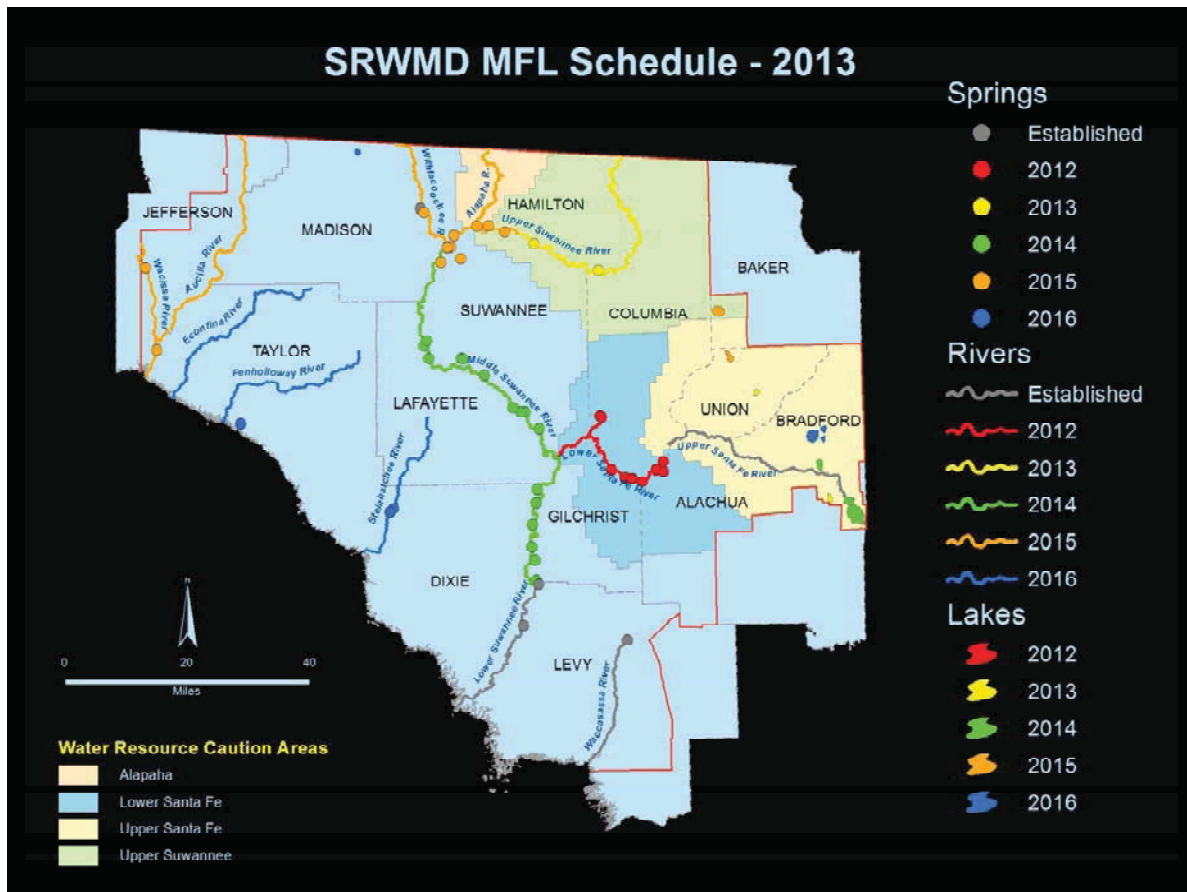 SRWMD MFL Schedule - 2013
Springs
Established
2012
2013
2014
2015
2016
Rivers
Established
2012
2013
2014
2015
2016
Lakes
2012
2013
2014
2015
2016
JEFFERSON
MADISON
HAMILTON
BAKER
COLUMBIA
SUWANNEE
TAYLOR
LAFAYETTE
UNION
BRADFORD
ALACHUA
GILCHRIST
DIXIE
LEVY
Withlacoochee R.
Alapaha R.
Upper Suwannee River
Aucilla River
Wacissa River
Econfina River
Fenholloway River
Middle Suwannee River
Steinhatchee River
Lower Santa Fe River
Upper Santa Fe River
Lower Suwannee River
Waccasassa River
N
0 20 40
Miles
Water Resource Caution Areas
Alapaha
Lower Santa Fe
Upper Santa Fe
Upper Suwannee